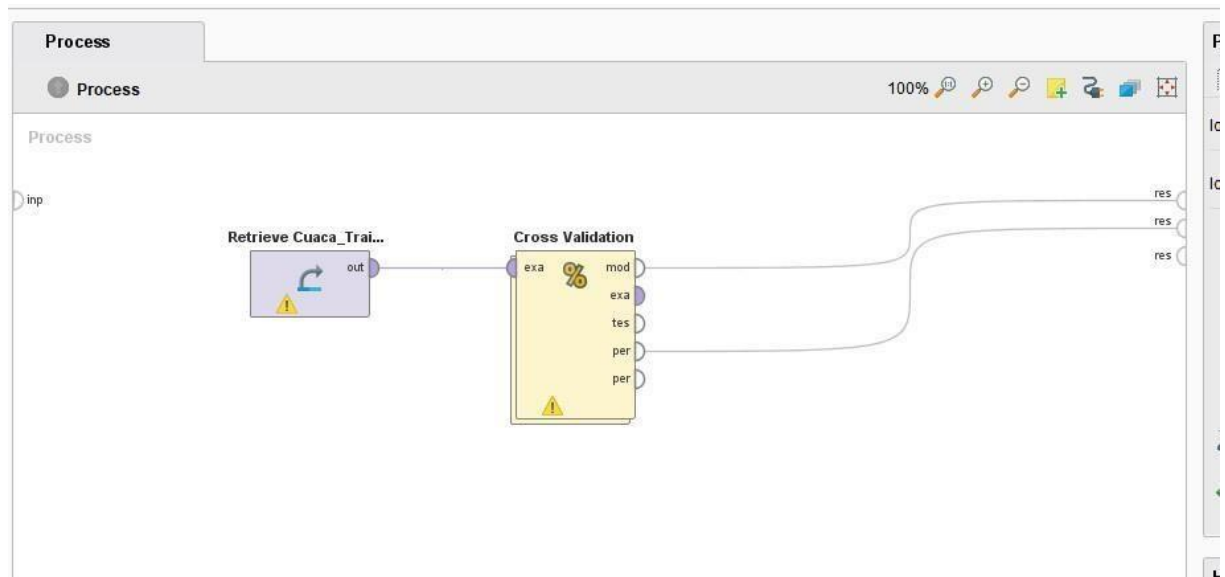 Process
Process
100%
Process
inp
Retrieve Cuaca_Trai...
out
Cross Validation
exa
%
mod
exa
tes
per
per
res
res
res